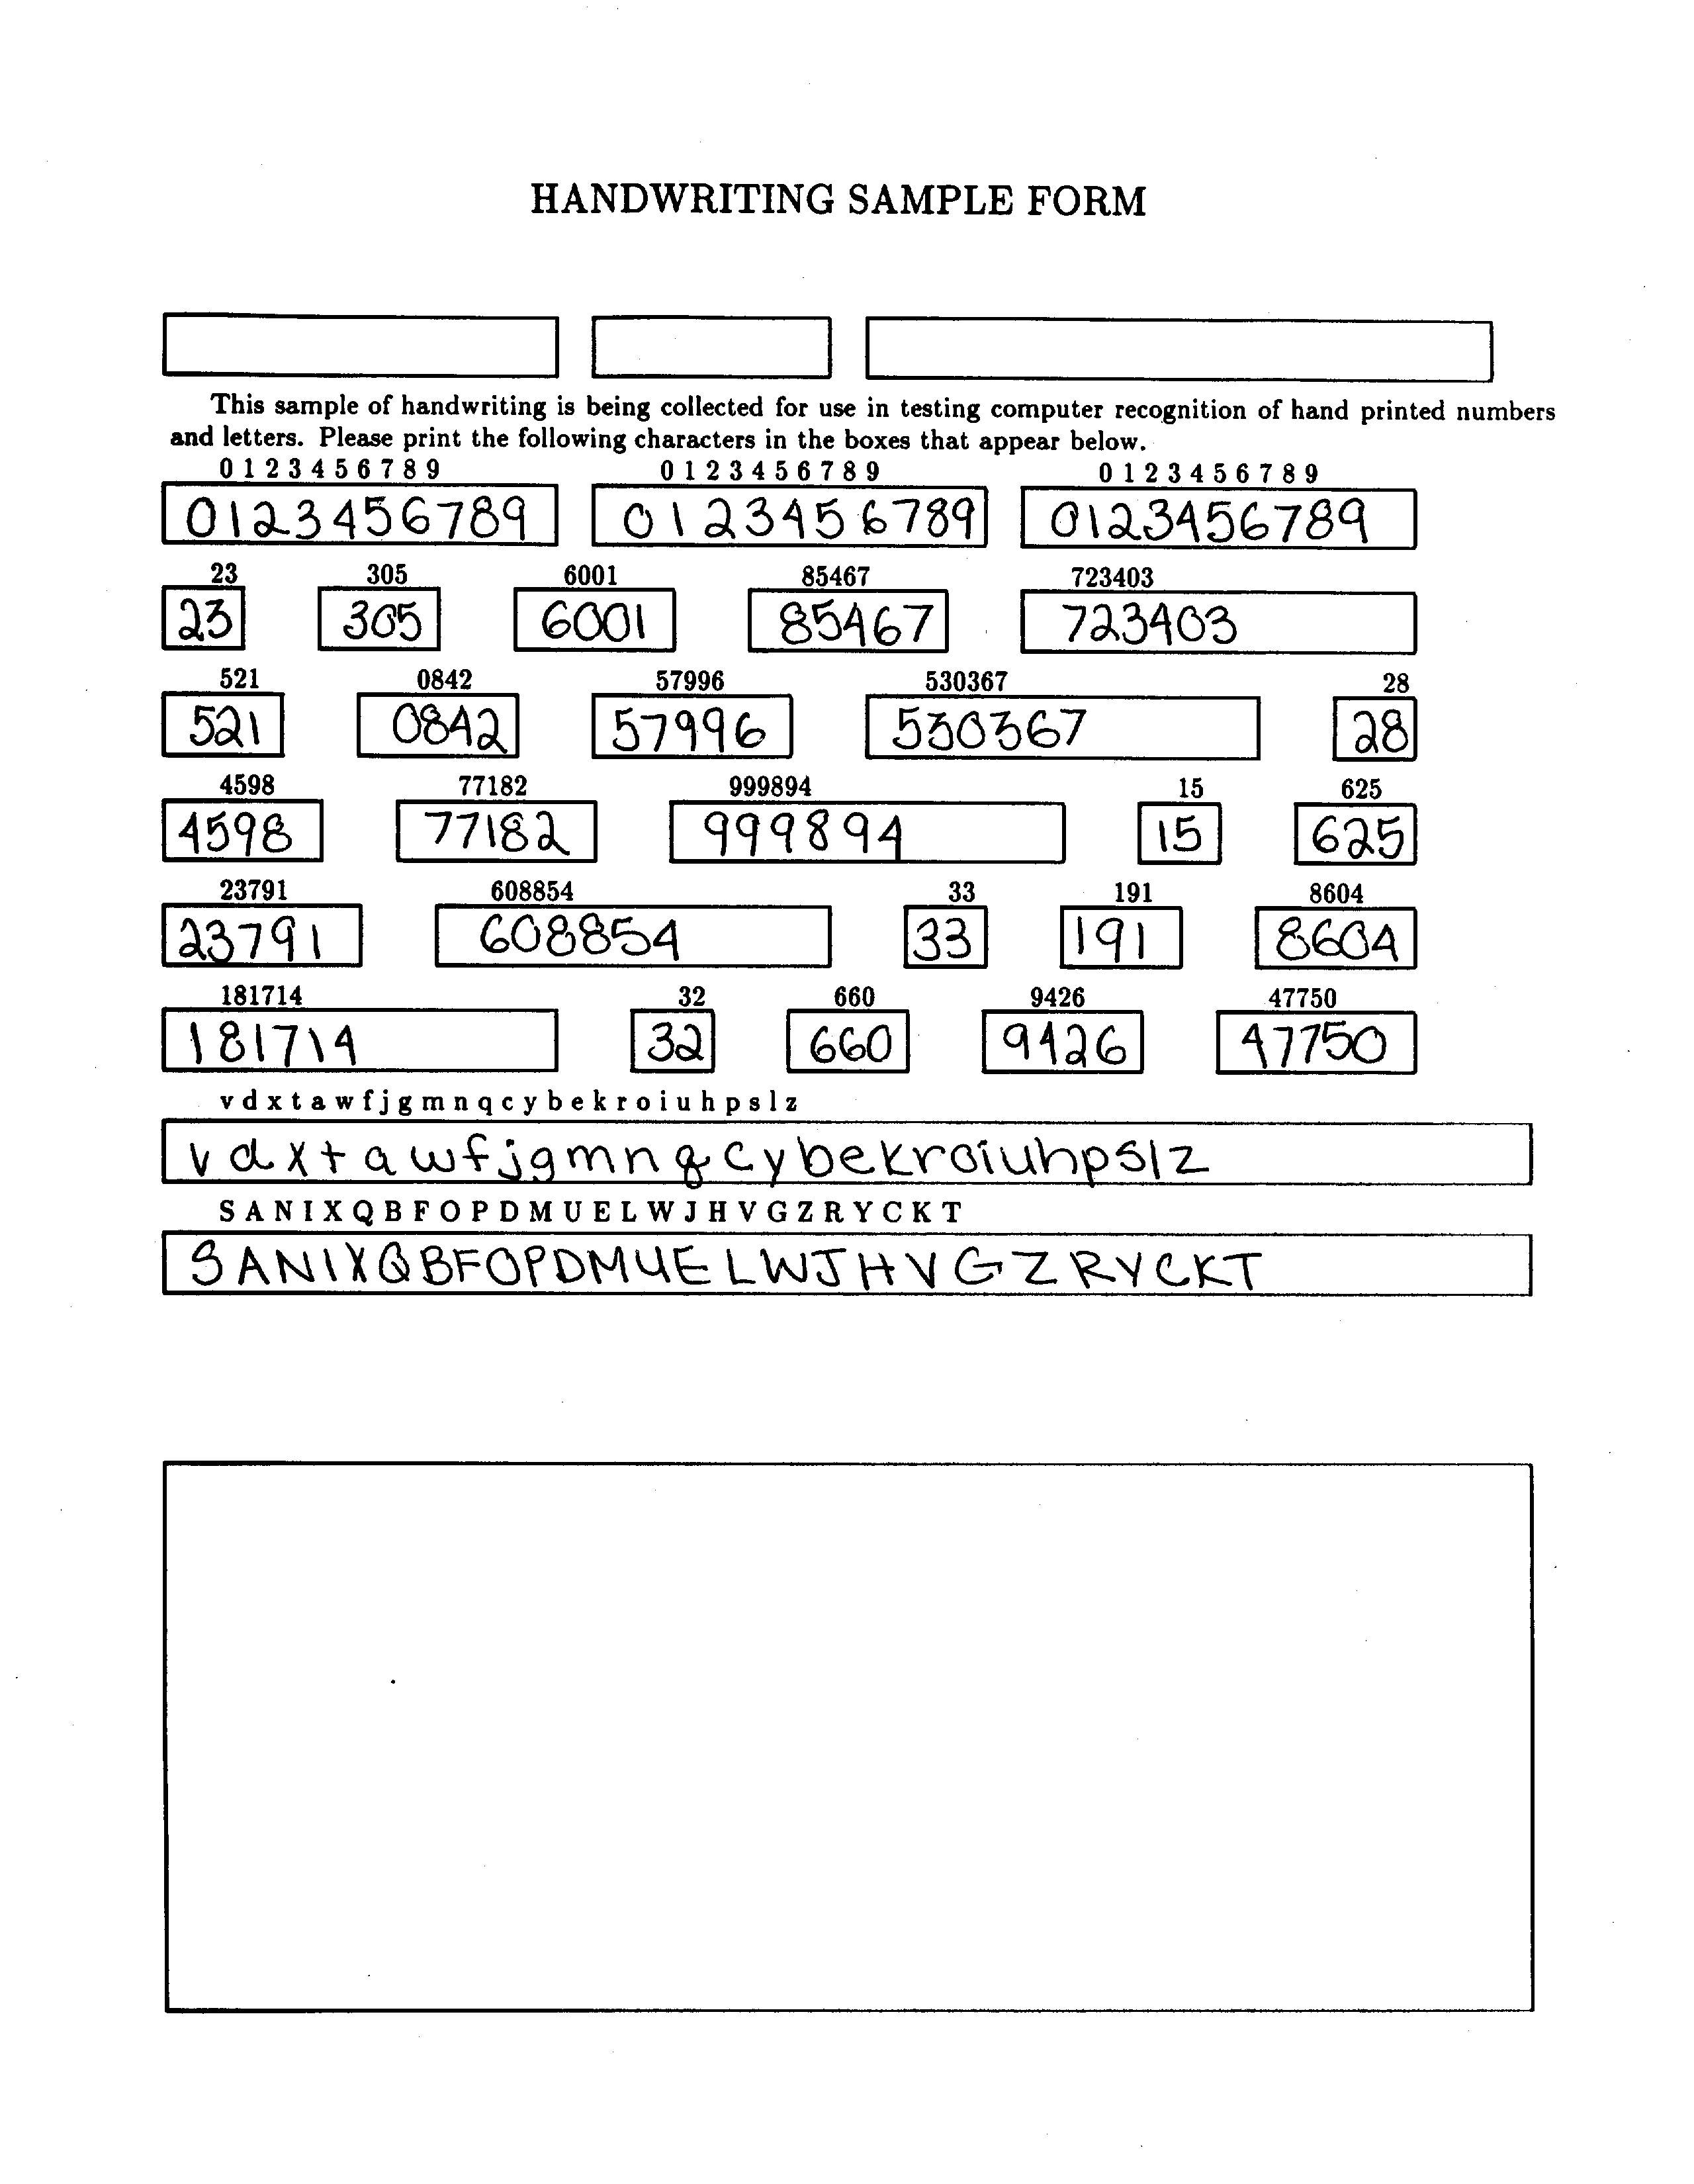 HANDWRITING SAMPLE FORM
This sample of handwriting is being collected for use in testing computer recognition of hand printed numbers
and letters. Please print the following characters in the boxes that appear below.
0 1 2 3 4 5 6 7 8 9 0 1 2 3 4 5 6 7 8 9 0 1 2 3 4 5 6 7 8 9
0123456789 0123456789 0123456789
23 305 6001 85467 723403
23 305 6001 85467 723403
521 0842 57996 530367 28
521 0842 57996 530367 28
4598 77182 999894 15 625
4598 77182 999894 15 625
23791 608854 33 191 8604
23791 608854 33 191 8604
181714 32 660 9426 47750
181714 32 660 9426 47750
v d x t a w f j g m n q c y b e k r o i u h p s l z
v d x t a w f j g m n q c y b e k r o i u h p s l z
S A N I X Q B F O P D M U E L W J H V G Z R Y C K T
S A N I X Q B F O P D M U E L W J H V G Z R Y C K T